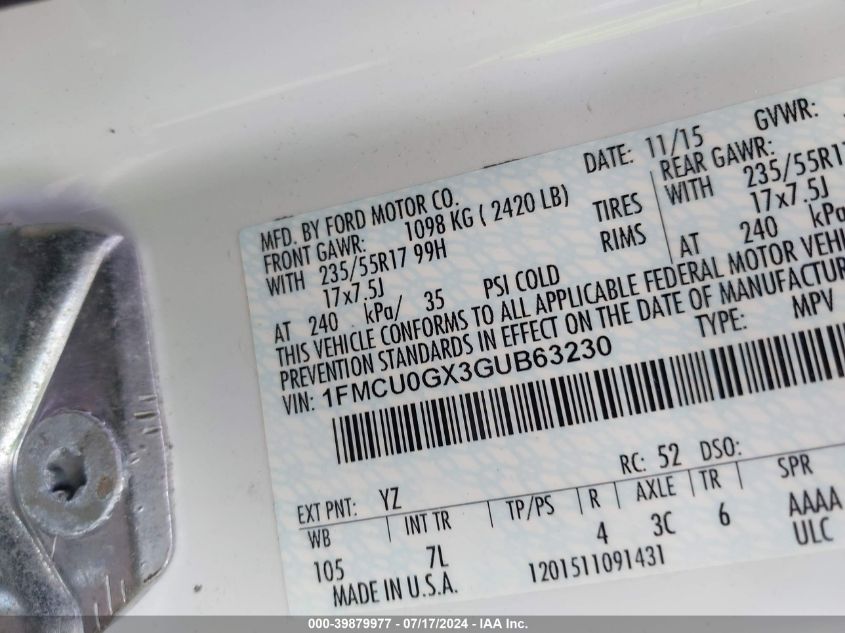 MFD. BY FORD MOTOR CO. DATE: 11/15 GVWR:
FRONT GAWR: 1098 KG ( 2420 LB) REAR GAWR:
WITH 235/55R17 99H TIRES WITH 235/55R17
17x7.5J RIMS 17x7.5J
AT 240 kPa/ 35 PSI COLD AT 240 kPa
THIS VEHICLE CONFORMS TO ALL APPLICABLE FEDERAL MOTOR VEHI
PREVENTION STANDARDS IN EFFECT ON THE DATE OF MANUFACTUR
VIN: 1FMCU0GX3GUB63230 TYPE: MPV
RC: 52 DSO:
EXT PNT: YZ
WB INT TR TP/PS R AXLE TR SPR
105 7L 4 3C 6 AAAA
MADE IN U.S.A. 1201511091431 ULC
000-39879977 - 07/17/2024 - IAA Inc.